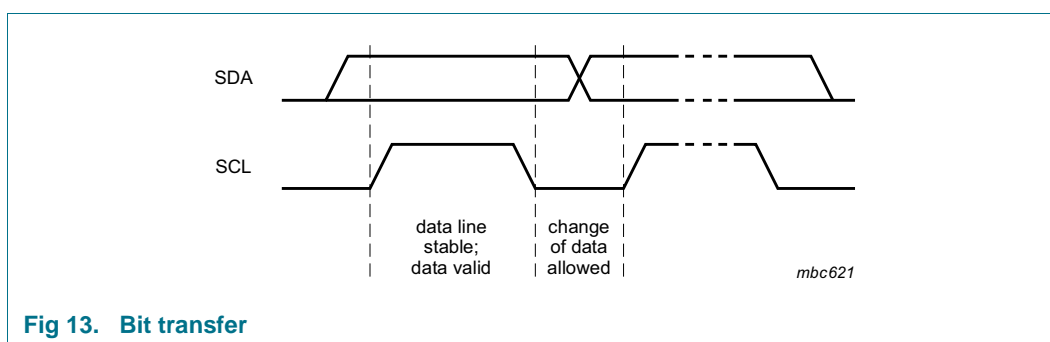 SDA
SCL
data line
stable;
data valid
change
of data
allowed
mbc621
Fig 13. Bit transfer